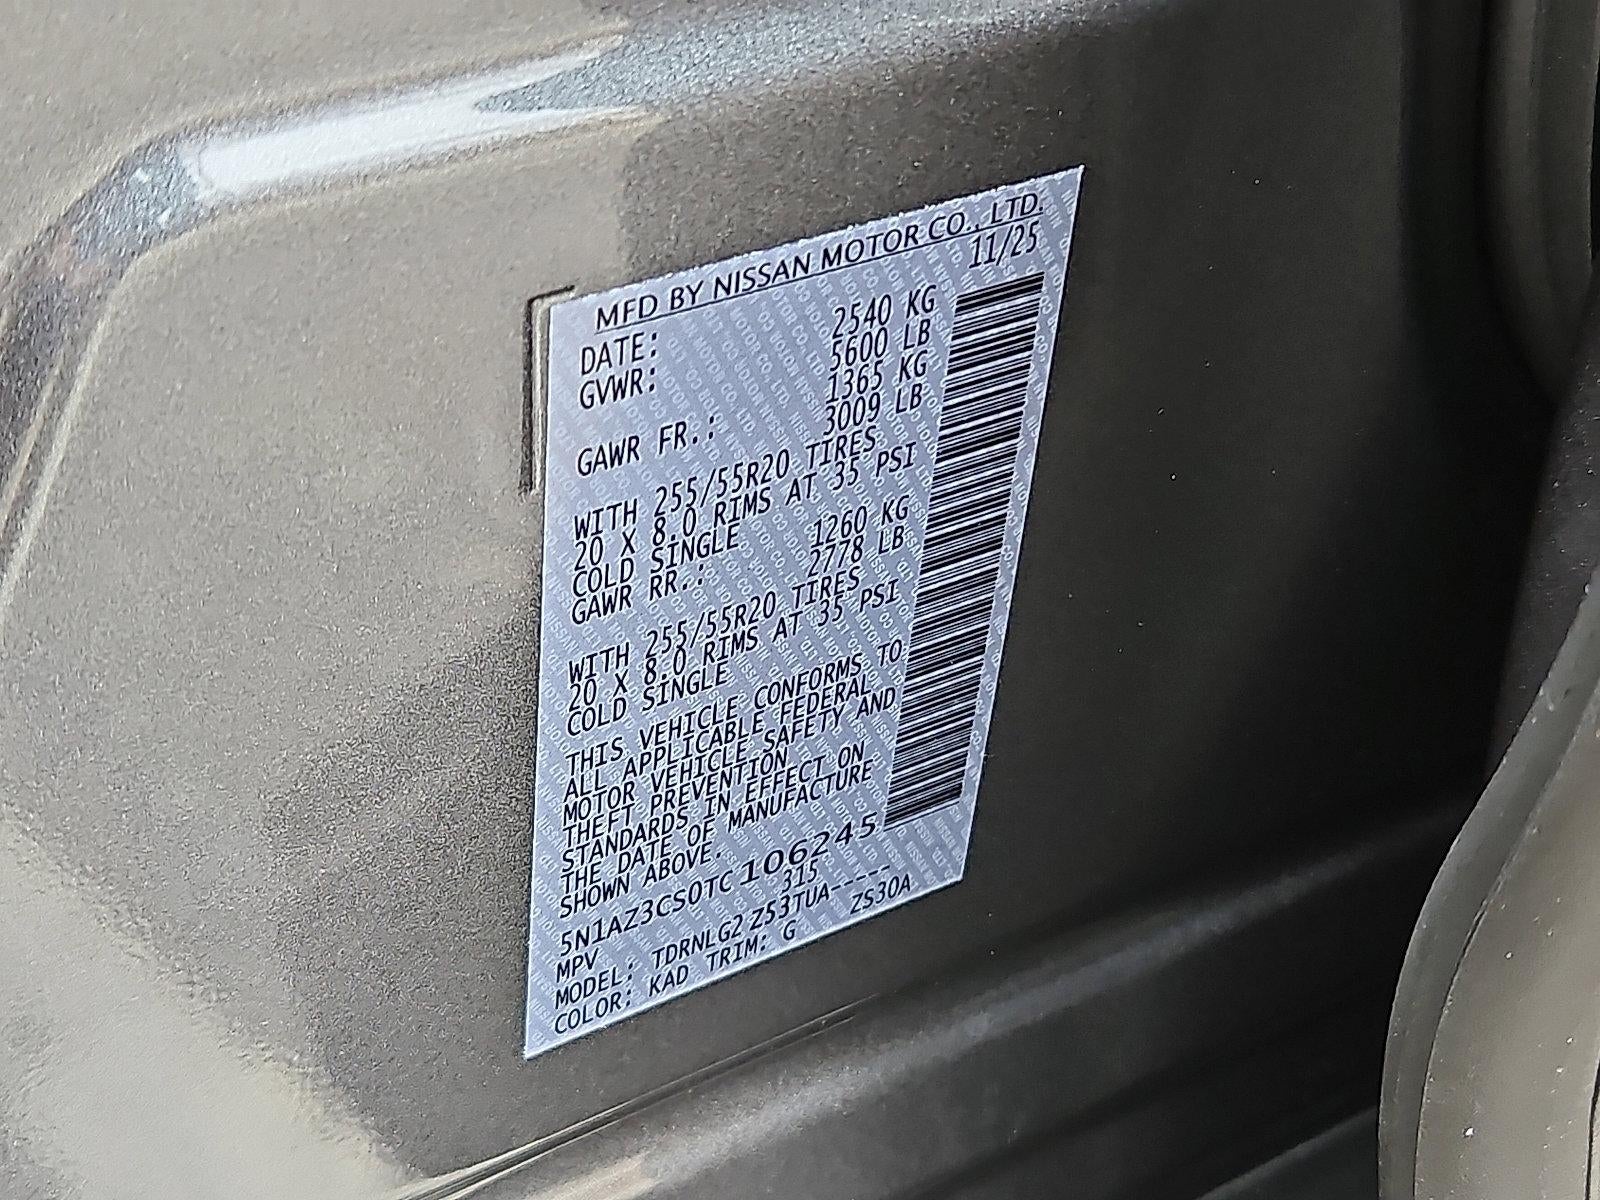 MFD BY NISSAN MOTOR CO., LTD.
DATE: 11/25
GVWR: 2540 KG
5600 LB
GAWR FR.: 1365 KG
3009 LB
WITH 255/55R20 TIRES
20 X 8.0 RIMS AT 35 PSI
COLD SINGLE
GAWR RR.: 1260 KG
2778 LB
WITH 255/55R20 TIRES
20 X 8.0 RIMS AT 35 PSI
COLD SINGLE
THIS VEHICLE CONFORMS TO
ALL APPLICABLE FEDERAL
MOTOR VEHICLE SAFETY AND
THEFT PREVENTION
STANDARDS IN EFFECT ON
THE DATE OF MANUFACTURE
SHOWN ABOVE.
5N1AZ3CS0TC106245
MPV 315
MODEL: TDRNLG2 Z53TUA-----
COLOR: KAD TRIM: G ZS30A